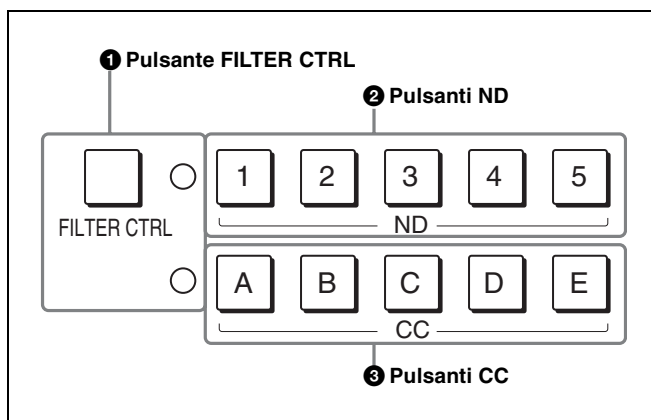 ❶ Pulsante FILTER CTRL
❷ Pulsanti ND
1 2 3 4 5
FILTER CTRL
ND
A B C D E
CC
❸ Pulsanti CC